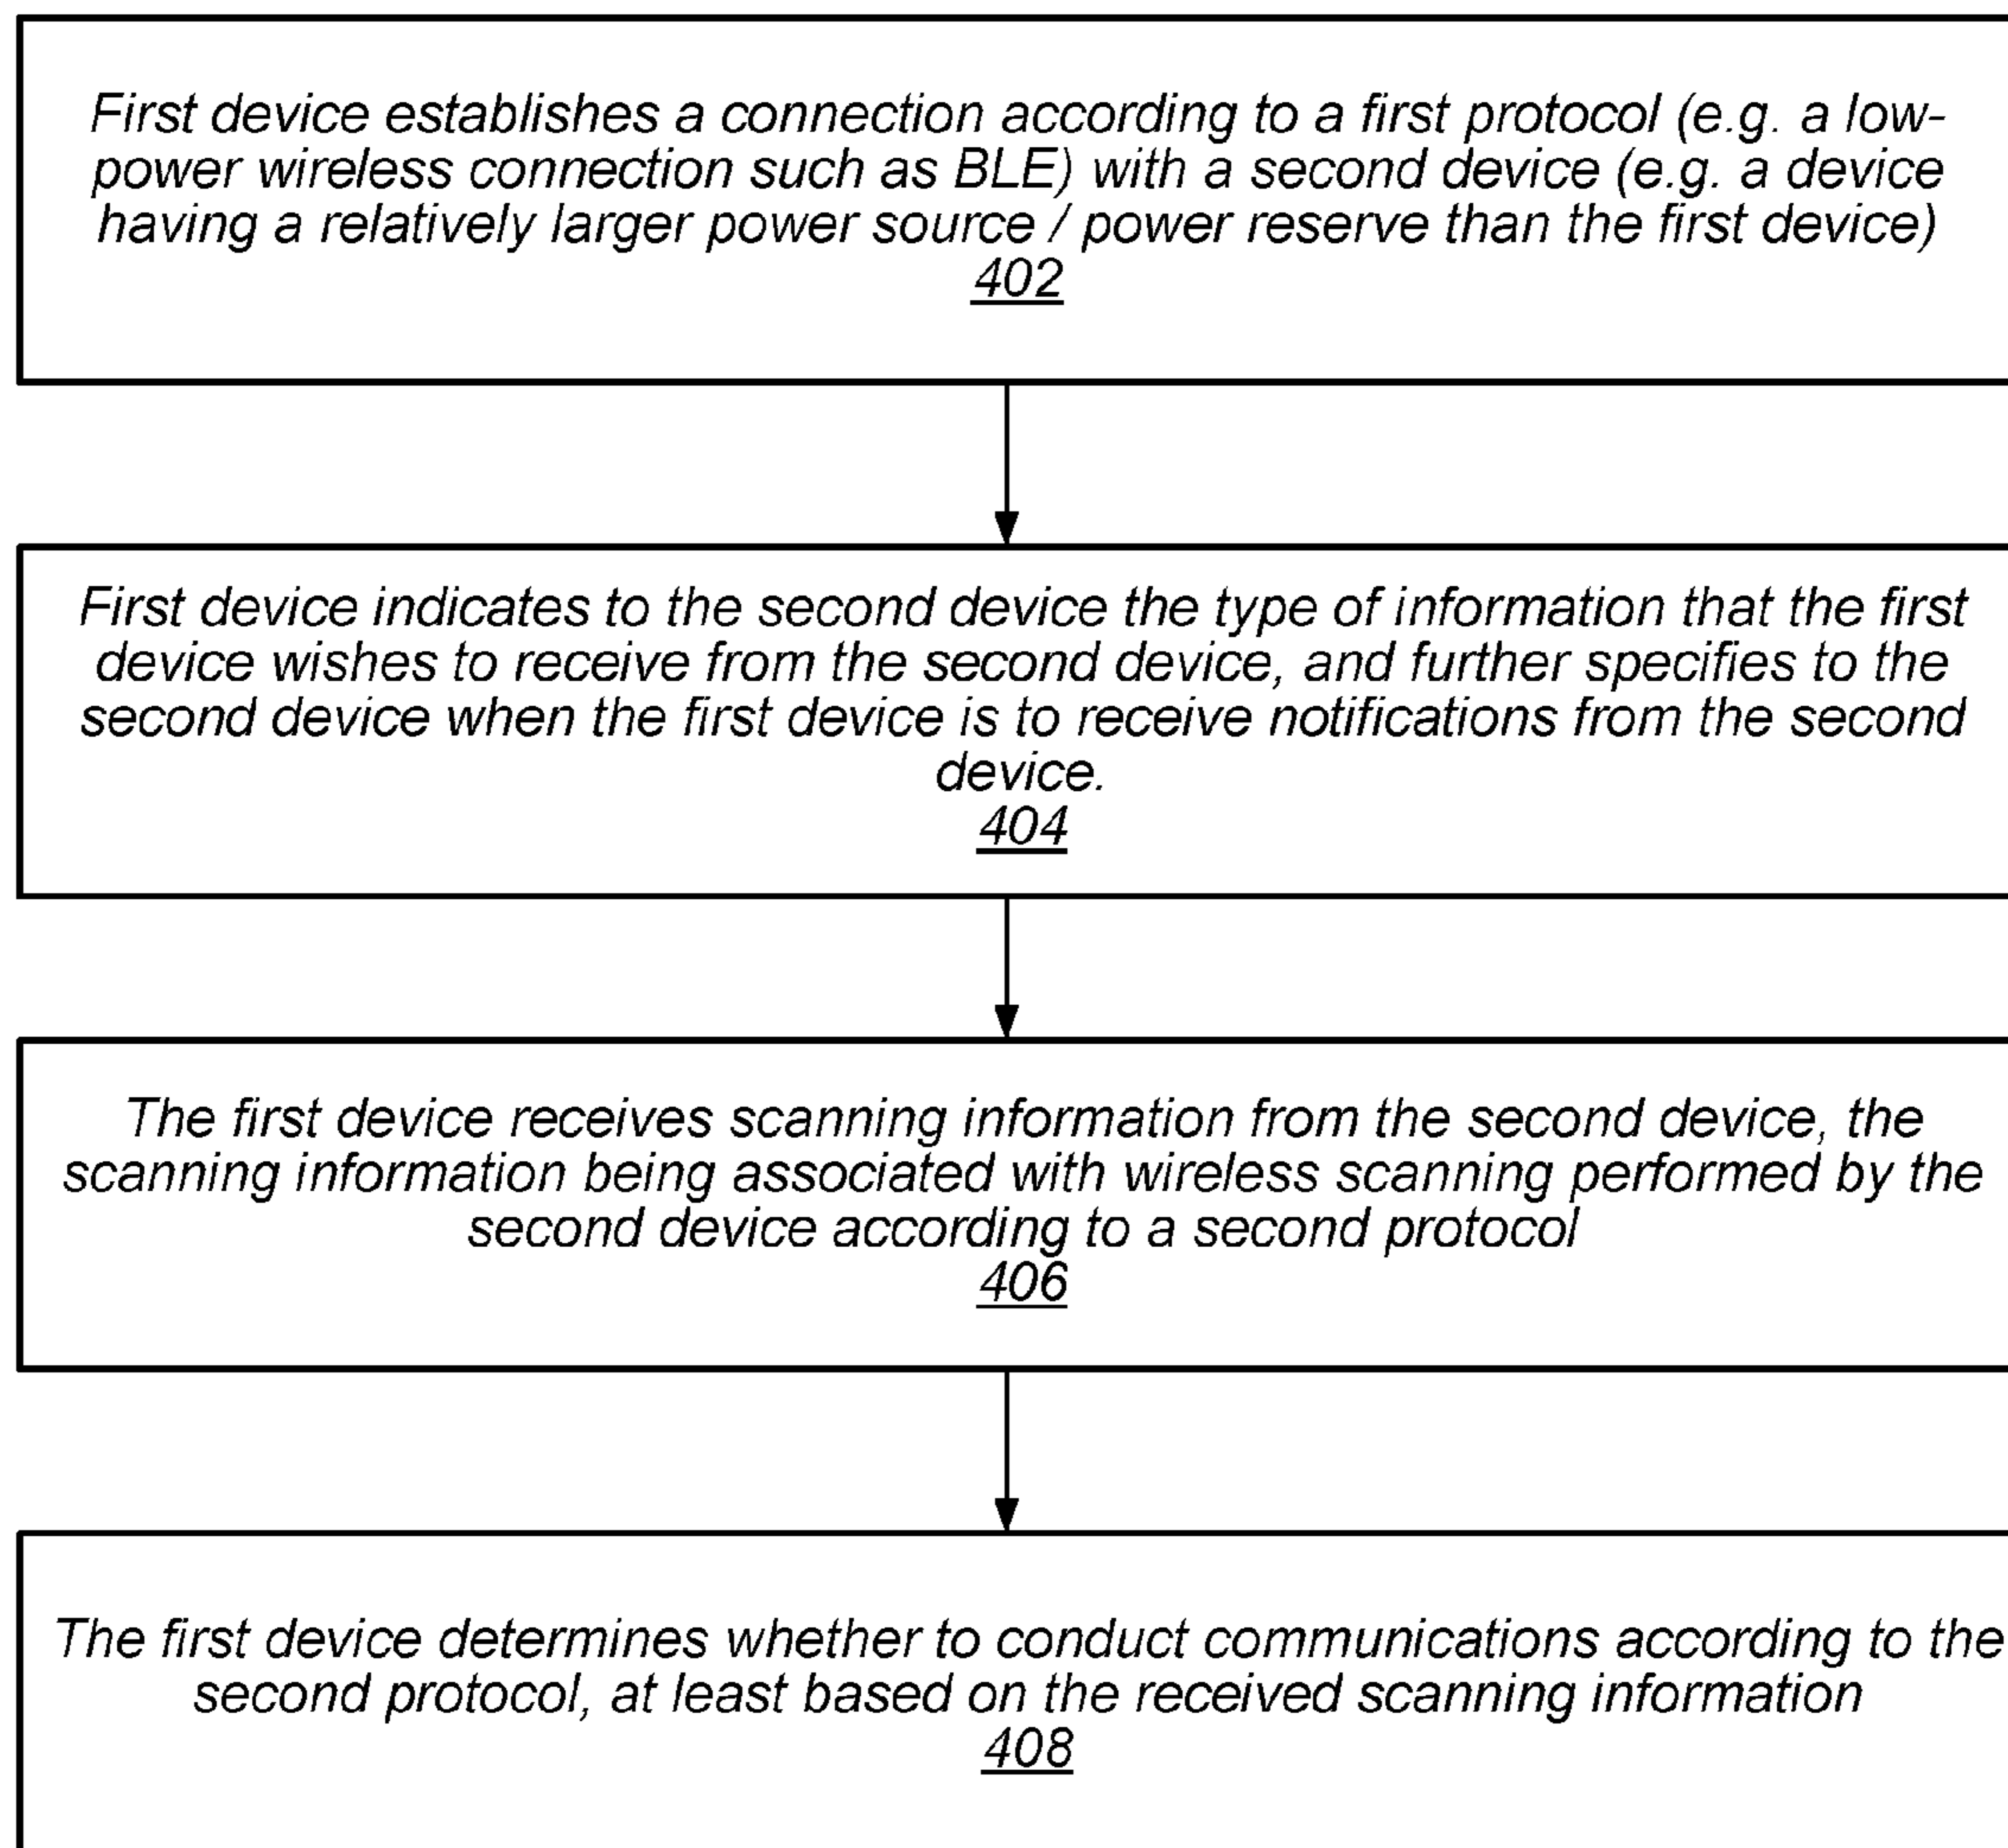 First device establishes a connection according to a first protocol (e.g. a low-
power wireless connection such as BLE) with a second device (e.g. a device
having a relatively larger power source / power reserve than the first device)
402
First device indicates to the second device the type of information that the first
device wishes to receive from the second device, and further specifies to the
second device when the first device is to receive notifications from the second
device.
404
The first device receives scanning information from the second device, the
scanning information being associated with wireless scanning performed by the
second device according to a second protocol
406
The first device determines whether to conduct communications according to the
second protocol, at least based on the received scanning information
408